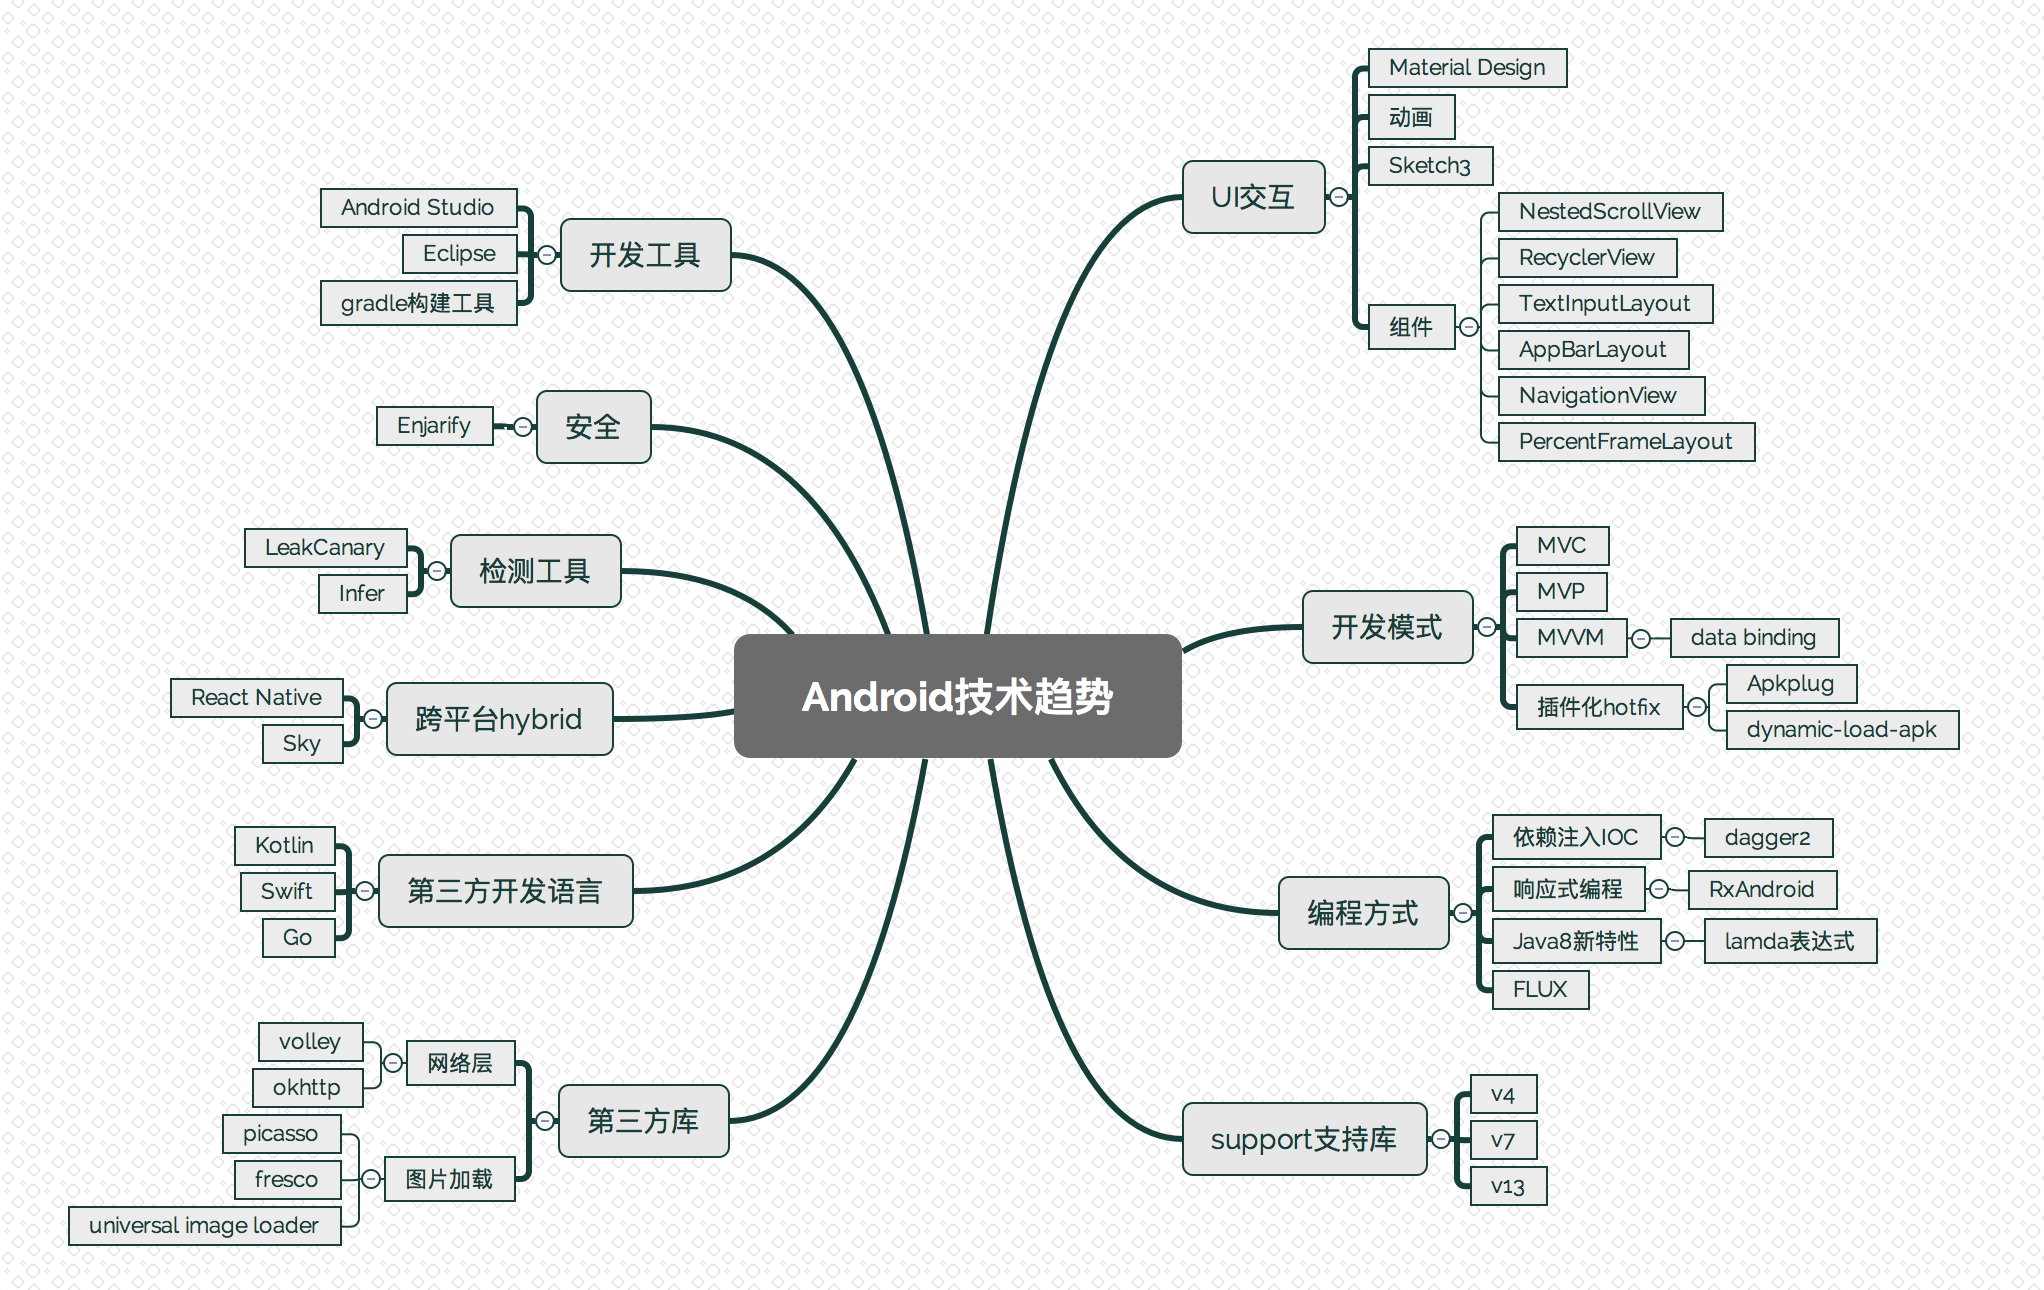 Android技术趋势
UI交互
Material Design
动画
Sketch3
组件
NestedScrollView
RecyclerView
TextInputLayout
AppBarLayout
NavigationView
PercentFrameLayout
开发模式
MVC
MVP
MVVM
data binding
插件化hotfix
Apkplug
dynamic-load-apk
编程方式
依赖注入IOC
dagger2
响应式编程
RxAndroid
Java8新特性
lamda表达式
FLUX
support支持库
v4
v7
v13
开发工具
Android Studio
Eclipse
gradle构建工具
安全
Enjarify
检测工具
LeakCanary
Infer
跨平台hybrid
React Native
Sky
第三方开发语言
Kotlin
Swift
Go
第三方库
网络层
volley
okhttp
图片加载
picasso
fresco
universal image loader